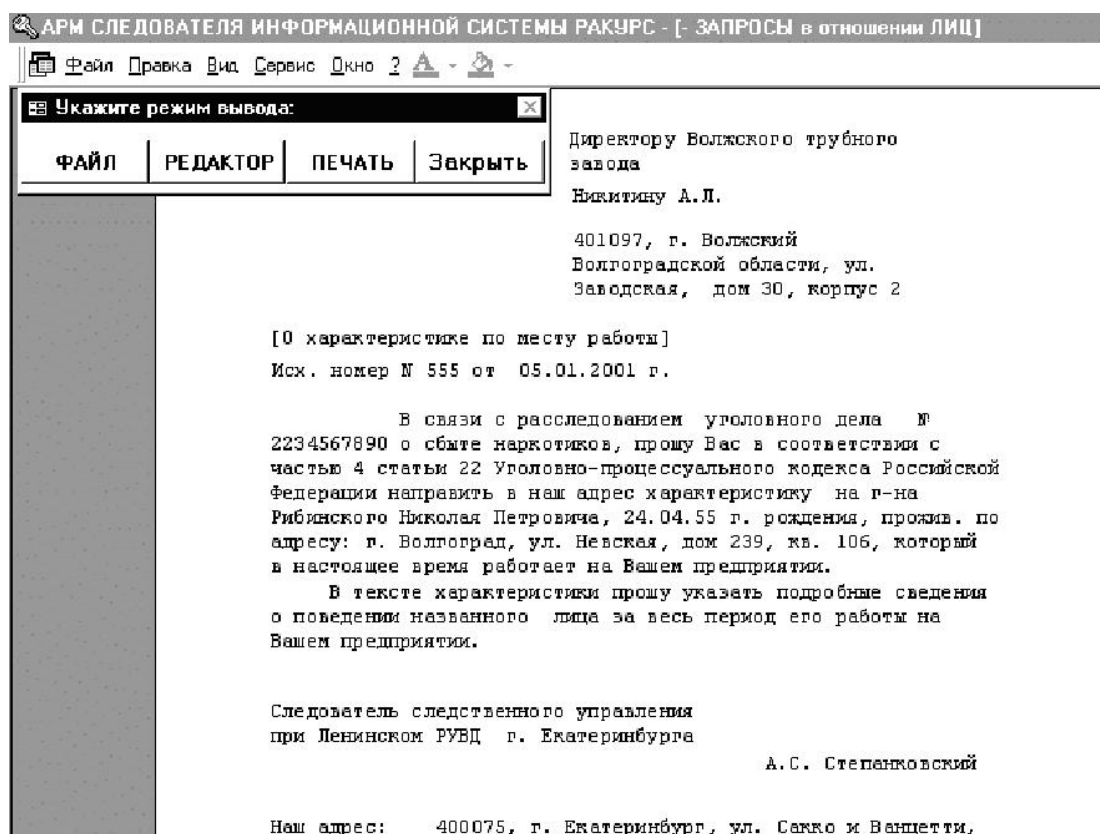 АРМ СЛЕДОВАТЕЛЯ ИНФОРМАЦИОННОЙ СИСТЕМЫ РАКУРС - [- ЗАПРОСЫ в отношении ЛИЦ]
Файл Правка Вид Сервис Окно ? А
Укажите режим вывода:
ФАЙЛ РЕДАКТОР ПЕЧАТЬ Закрыть
Директору Волжского трубного
завода
Никитину А.Л.
401097, г. Волжский
Волгоградской области, ул.
Заводская, дом 30, корпус 2
[О характеристике по месту работы]
Исх. номер N 555 от 05.01.2001 г.
В связи с расследованием уголовного дела №
2234567890 о сбыте наркотиков, прошу Вас в соответствии с
частью 4 статьи 22 Уголовно-процессуального кодекса Российской
Федерации направить в наш адрес характеристику на г-на
Рибинского Николая Петровича, 24.04.55 г. рождения, прожив. по
адресу: г. Волгоград, ул. Невская, дом 239, кв. 106, который
в настоящее время работает на Вашем предприятии.
В тексте характеристики прошу указать подробные сведения
о поведении названного лица за весь период его работы на
Вашем предприятии.
Следователь следственного управления
при Ленинском РУВД г. Екатеринбурга
А.С. Степанковский
Наш адрес: 400075, г. Екатеринбург, ул. Сакко и Ванцетти,